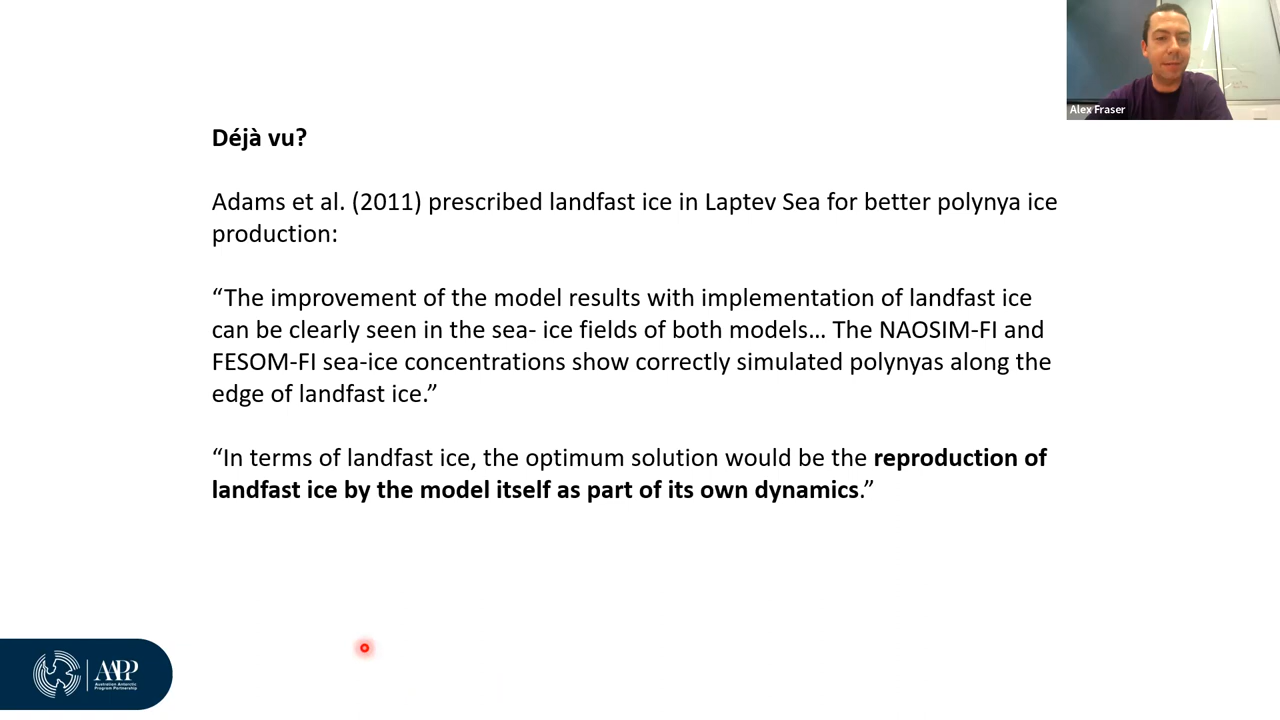 Alex Fraser
Déjà vu?
Adams et al. (2011) prescribed landfast ice in Laptev Sea for better polynya ice
production:
“The improvement of the model results with implementation of landfast ice
can be clearly seen in the sea- ice fields of both models… The NAOSIM-FI and
FESOM-FI sea-ice concentrations show correctly simulated polynyas along the
edge of landfast ice.”
“In terms of landfast ice, the optimum solution would be the reproduction of
landfast ice by the model itself as part of its own dynamics.”
AAPP
Australian Antarctic
Program Partnership